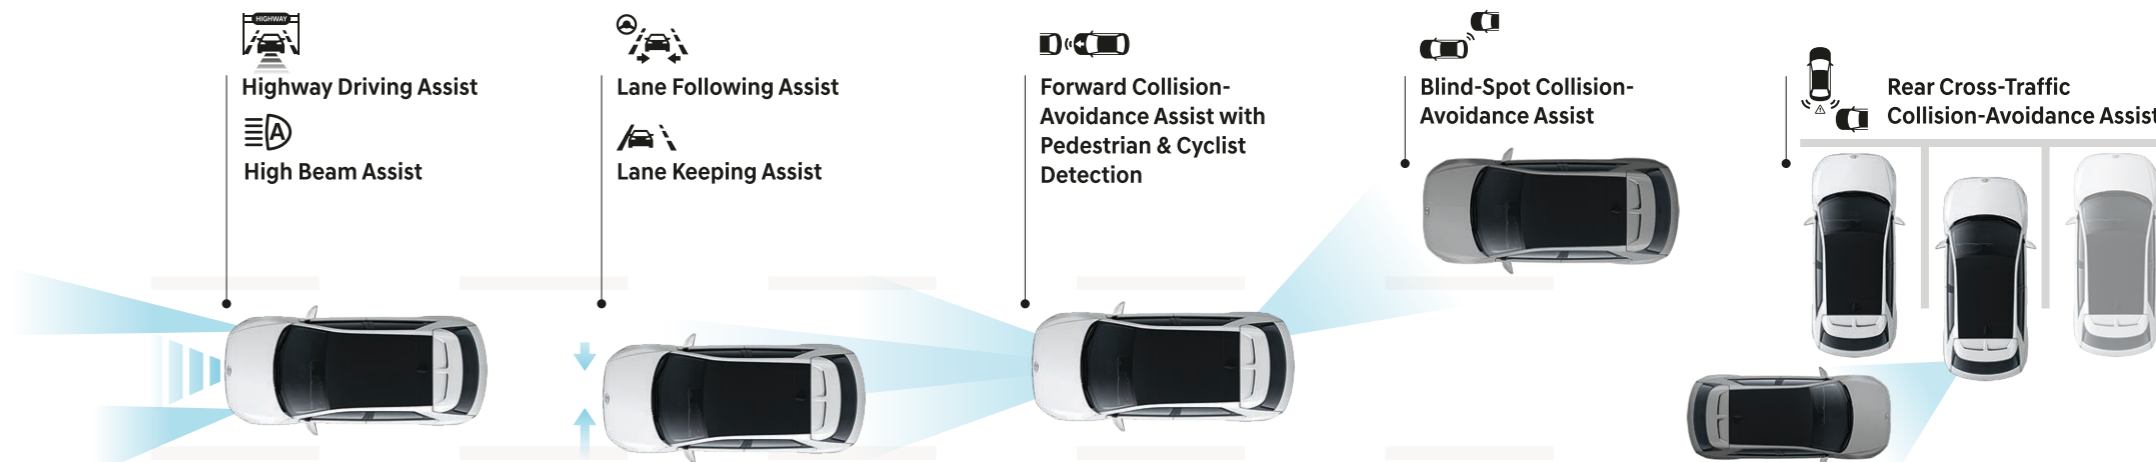 HIGHWAY
Highway Driving Assist
A
High Beam Assist
Lane Following Assist
Lane Keeping Assist
Forward Collision-
Avoidance Assist with
Pedestrian & Cyclist
Detection
Blind-Spot Collision-
Avoidance Assist
Rear Cross-Traffic
Collision-Avoidance Assist